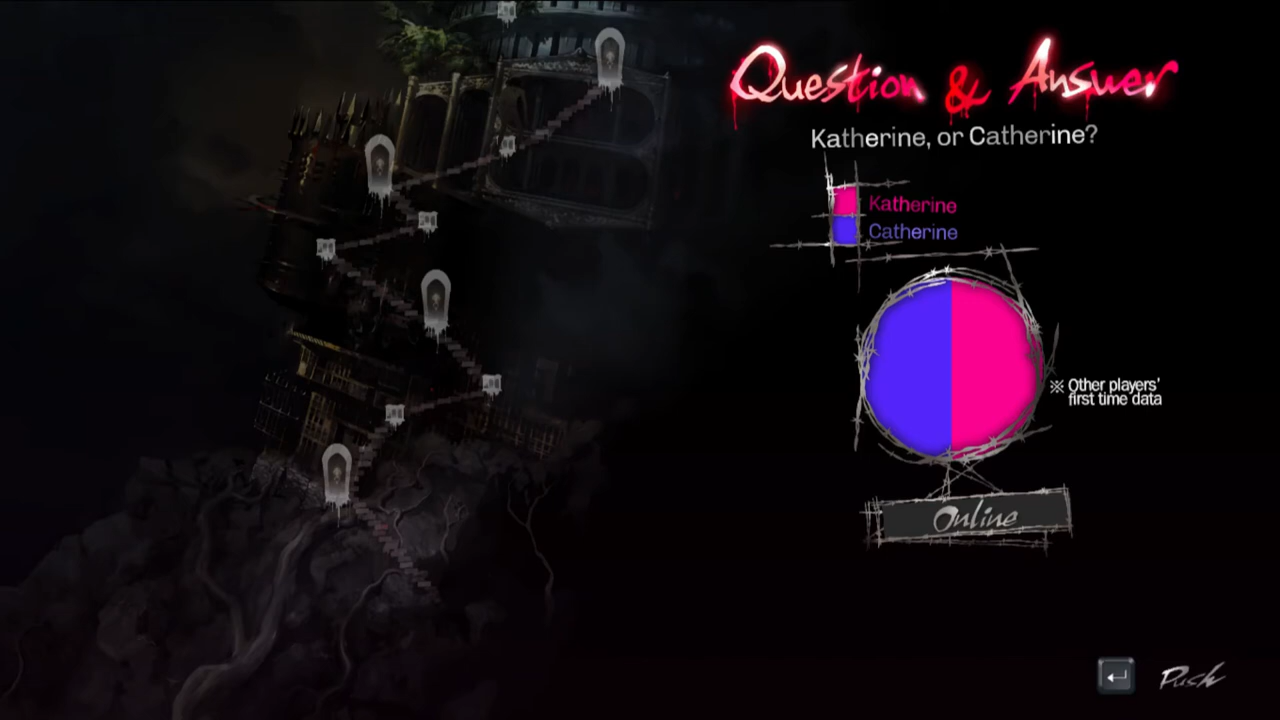 Question & Answer
Katherine, or Catherine?
Katherine
Catherine
※ Other players'
first time data
Online
Push